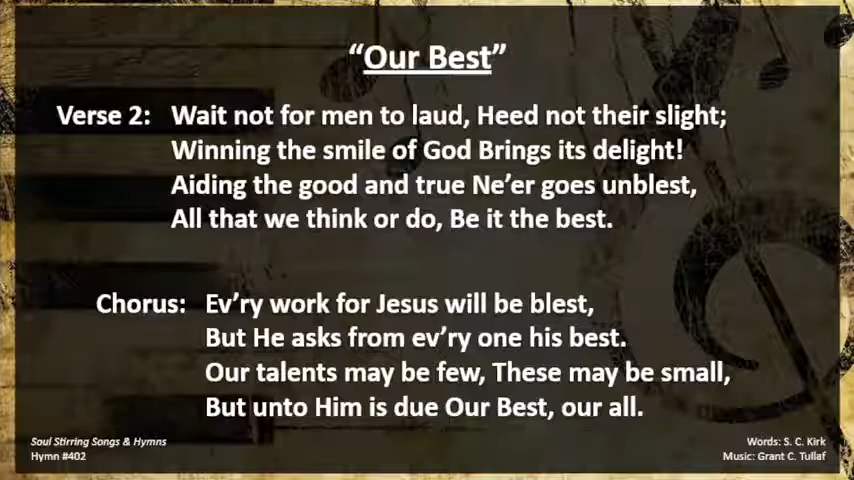 “Our Best”
Verse 2: Wait not for men to laud, Heed not their slight;
Winning the smile of God Brings its delight!
Aiding the good and true Ne’er goes unblest,
All that we think or do, Be it the best.
Chorus: Ev’ry work for Jesus will be blest,
But He asks from ev’ry one his best.
Our talents may be few, These may be small,
But unto Him is due Our Best, our all.
Soul Stirring Songs & Hymns
Hymn #402
Words: S. C. Kirk
Music: Grant C. Tullaf